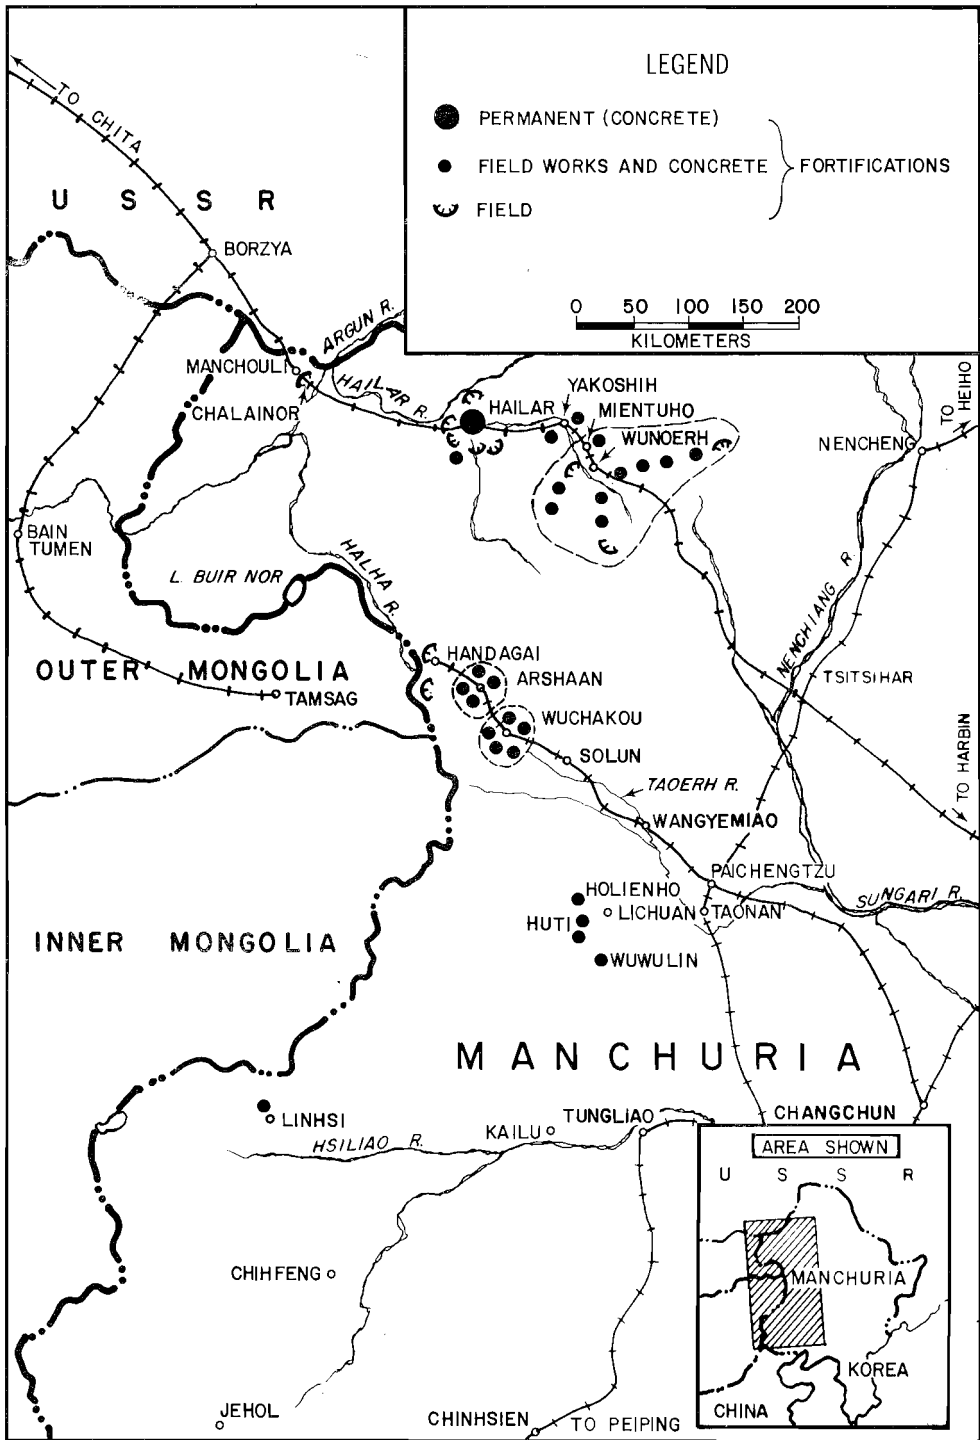 LEGEND
PERMANENT (CONCRETE)
FIELD WORKS AND CONCRETE
FORTIFICATIONS
FIELD
0 50 100 150 200
KILOMETERS
TO CHITA
U S S R
BORZYA
ARGUN R.
MANCHOULI
CHALAINOR
HAILAR R.
HAILAR
YAKOSHIH
MIENTUHO
WUNOERH
TO HEIHO
NENCHENG
BAIN
TUMEN
HALHA R.
L. BUIR NOR
NENCHIANG R.
OUTER MONGOLIA
HANDAGAI
ARSHAAN
TAMSAG
TSITSIHAR
WUCHAKOU
SOLUN
TO HARBIN
TAOERH R.
WANGYEMIAO
PAICHENGTZU
HOLIENHO
SUNGARI R.
LICHUAN
TAONAN
HUTI
INNER MONGOLIA
WUWULIN
MANCHURIA
LINHSI
KAILU
TUNGLIAO
CHANGCHUN
HSILIAO R.
CHIHFENG
JEHOL
CHINHSIEN
TO PEIPING
AREA SHOWN
U S S R
MANCHURIA
KOREA
CHINA